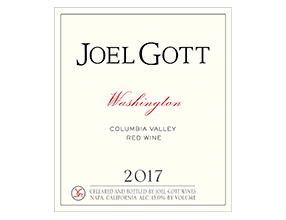 JOEL GOTT
Washington
COLUMBIA VALLEY
RED WINE
2017
CELLARED AND BOTTLED BY JOEL GOTT WINES
NAPA, CALIFORNIA ALC. 13.9% BY VOLUME